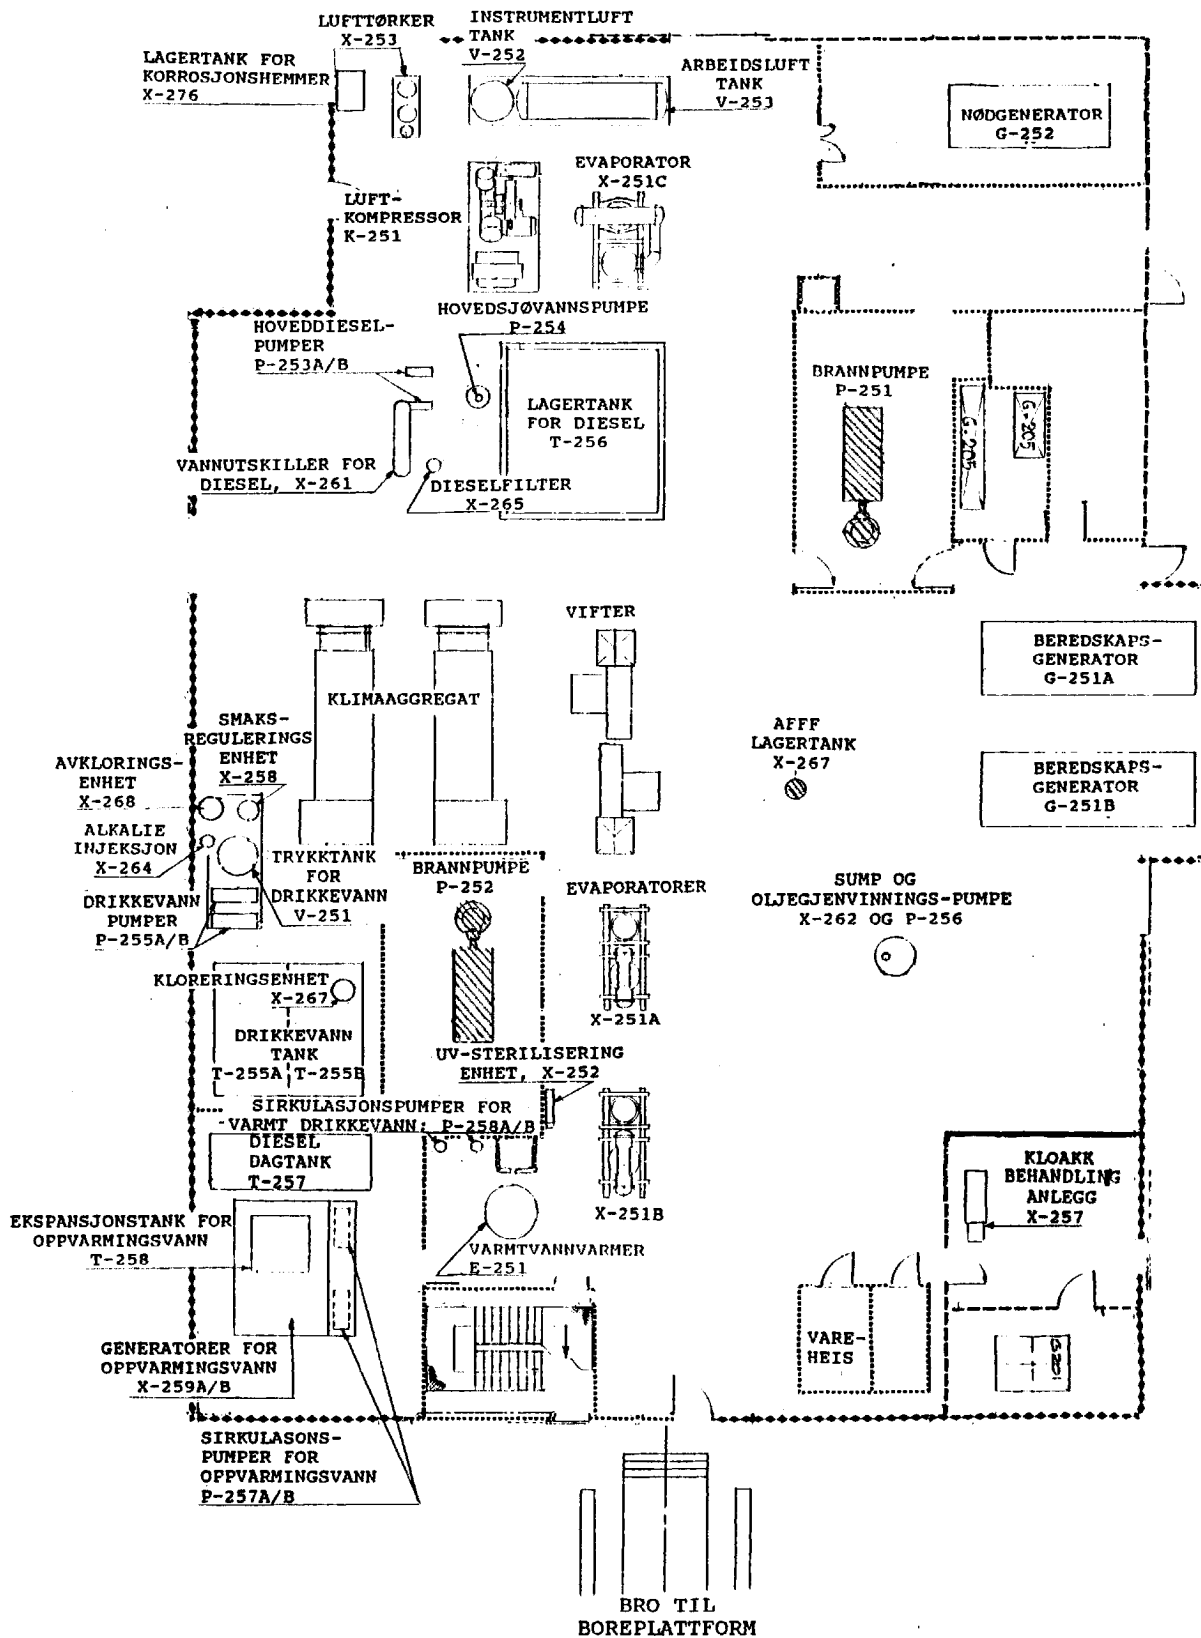 LUFTTØRKER
X-253
INSTRUMENTLUFT
TANK
V-252
LAGERTANK FOR
KORROSJONSHEMMER
X-276
ARBEIDSLUFT
TANK
V-253
NØDGENERATOR
G-252
EVAPORATOR
X-251C
LUFT-
KOMPRESSOR
K-251
HOVEDSJØVANNSPUMPE
P-254
HOVDDIESEL-
PUMPER
P-253A/B
BRANNPUMPE
P-251
LAGERTANK
FOR DIESEL
T-256
G-205
G-205
VANNUTSKILLER FOR
DIESEL, X-261
DIESELFILTER
X-265
VIFTER
BEREDSKAPS-
GENERATOR
G-251A
KLIMAAGGREGAT
SMAKS-
REGULERINGS
ENHET
X-258
AFFF
LAGERTANK
X-267
AVKLORINGS-
ENHET
X-268
BEREDSKAPS-
GENERATOR
G-251B
ALKALIE
INJEKSJON
X-264
TRYKKTANK
FOR
DRIKKEVANN
V-251
BRANNPUMPE
P-252
EVAPORATORER
SUMP OG
OLJEGJENVINNINGS-PUMPE
X-262 OG P-256
DRIKKEVANN
PUMPER
P-255A/B
KLORERINGSENHET
X-267
X-251A
DRIKKEVANN
TANK
T-255A T-255B
UV-STERILISERING
ENHET, X-252
SIRKULASJONSPUMPER FOR
VARMT DRIKKEVANN: P-258A/B
DIESEL
DAGTANK
T-257
KLOAKK
BEHANDLING
ANLEGG
X-257
X-251B
EKSPANSJONSTANK FOR
OPPVARMINGSVANN
T-258
VARMTVANNVARMER
E-251
GENERATORER FOR
OPPVARMINGSVANN
X-259A/B
VARE-
HEIS
SIRKULASONS-
PUMPER FOR
OPPVARMINGSVANN
P-257A/B
BRO TIL
BOREPLATTFORM